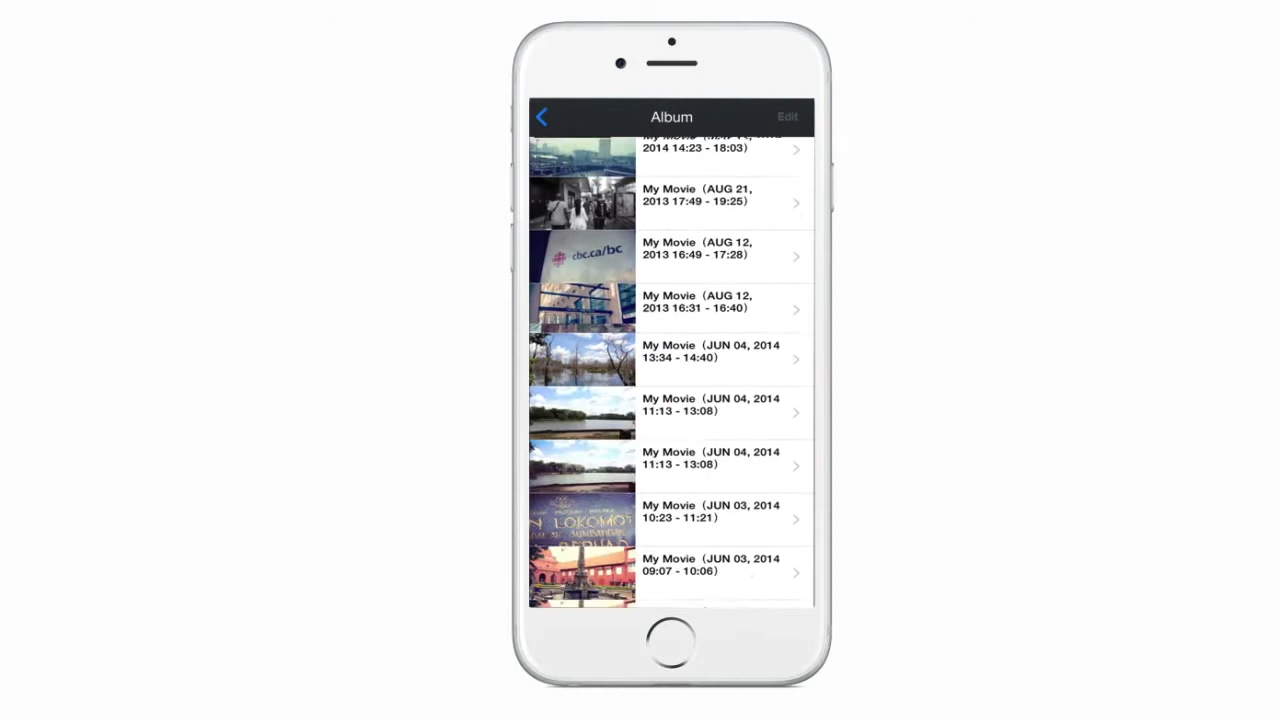 Album
Edit
2014 14:23 - 18:03)
My Movie (AUG 21,
2013 17:49 - 19:25)
cbc.ca/bc
My Movie (AUG 12,
2013 16:49 - 17:28)
My Movie (AUG 12,
2013 16:31 - 16:40)
My Movie (JUN 04, 2014
13:34 - 14:40)
My Movie (JUN 04, 2014
11:13 - 13:08)
My Movie (JUN 04, 2014
11:13 - 13:08)
N LOKOMOT
My Movie (JUN 03, 2014
10:23 - 11:21)
My Movie (JUN 03, 2014
09:07 - 10:06)